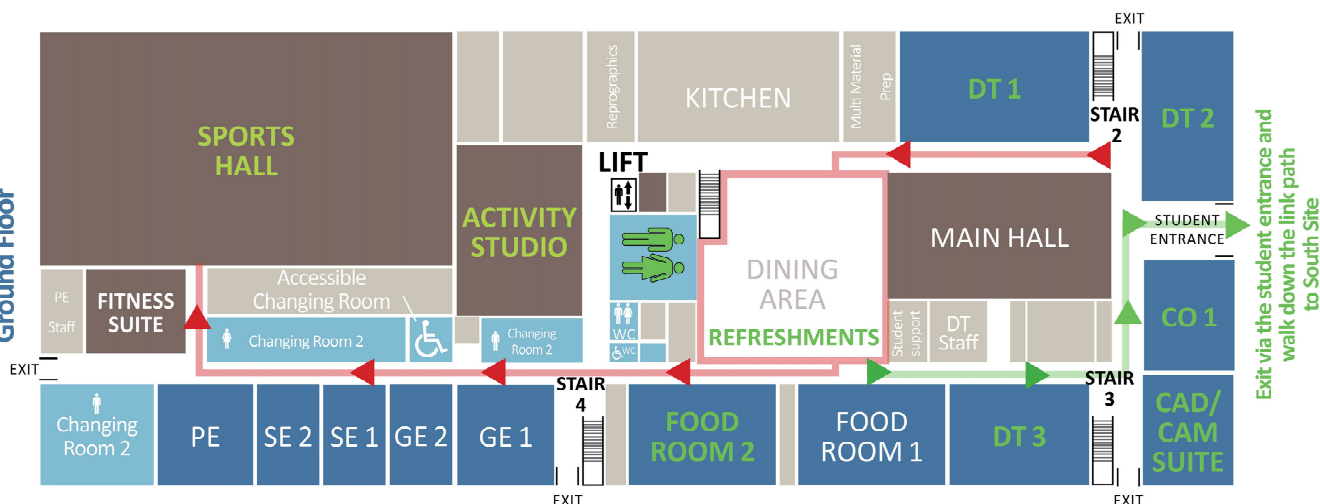 EXIT
Reprographics
KITCHEN
Multi Material
Prep
DT 1
STAIR
2
DT 2
SPORTS
HALL
LIFT
ACTIVITY
STUDIO
MAIN HALL
STUDENT
ENTRANCE
Exit via the student entrance and
walk down the link path
to South Site
Ground Floor
DINING
AREA
REFRESHMENTS
PE
Staff
FITNESS
SUITE
Accessible
Changing Room
Changing Room 2
Changing
Room 2
WC
WC
Student
support
DT
Staff
CO 1
EXIT
STAIR
4
STAIR
3
Changing
Room 2
PE
SE 2
SE 1
GE 2
GE 1
FOOD
ROOM 2
FOOD
ROOM 1
DT 3
CAD/
CAM
SUITE
EXIT
EXIT